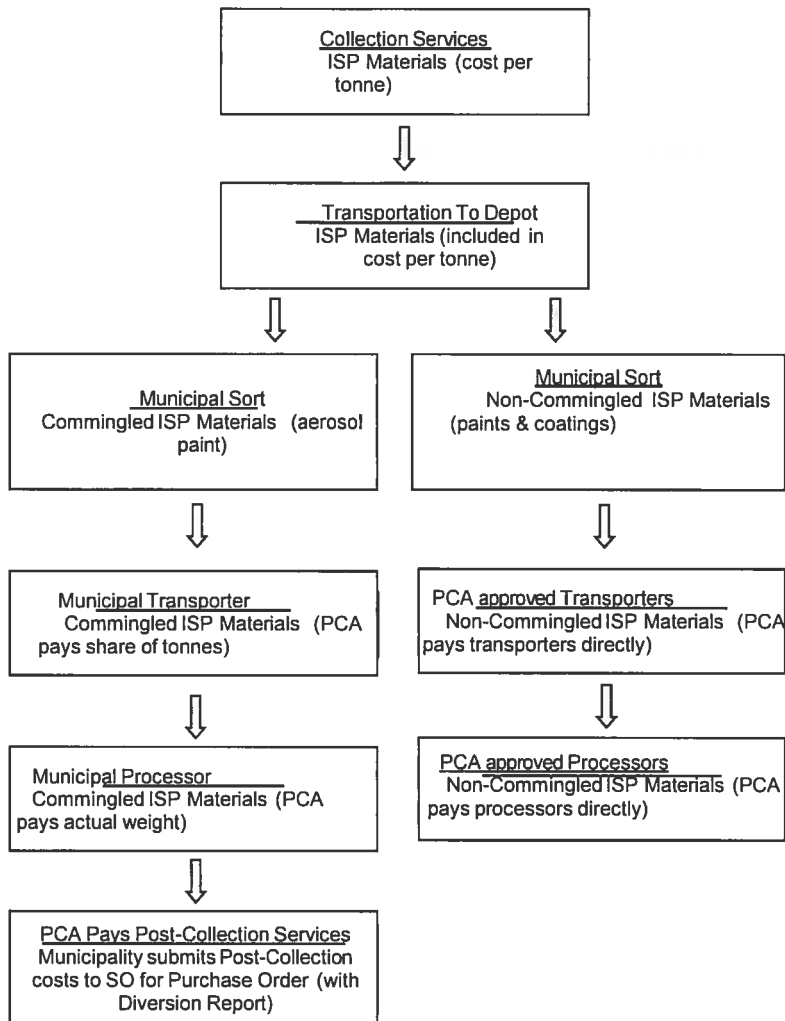 Collection Services
ISP Materials (cost per
tonne)
Transportation To Depot
ISP Materials (included in
cost per tonne)
Municipal Sort
Commingled ISP Materials (aerosol
paint)
Municipal Sort
Non-Commingled ISP Materials
(paints & coatings)
Municipal Transporter
Commingled ISP Materials (PCA
pays share of tonnes)
PCA approved Transporters
Non-Commingled ISP Materials (PCA
pays transporters directly)
Municipal Processor
Commingled ISP Materials (PCA
pays actual weight)
PCA approved Processors
Non-Commingled ISP Materials (PCA
pays processors directly)
PCA Pays Post-Collection Services
Municipality submits Post-Collection
costs to SO for Purchase Order (with
Diversion Report)